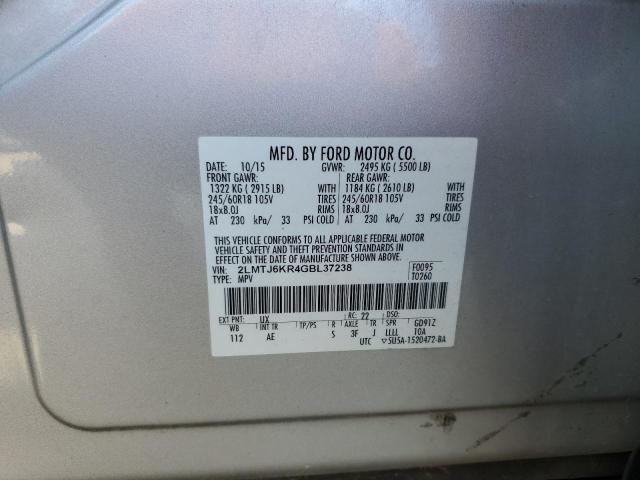 MFD. BY FORD MOTOR CO.
DATE: 10/15 GVWR: 2495 KG ( 5500 LB)
FRONT GAWR: REAR GAWR:
1322 KG ( 2915 LB) WITH 1184 KG ( 2610 LB) WITH
245/60R18 105V TIRES 245/60R18 105V TIRES
18x8.0J RIMS 18x8.0J RIMS
AT 230 kPa/ 33 PSI COLD AT 230 kPa/ 33 PSI COLD
THIS VEHICLE CONFORMS TO ALL APPLICABLE FEDERAL MOTOR
VEHICLE SAFETY AND THEFT PREVENTION STANDARDS IN
EFFECT ON THE DATE OF MANUFACTURE SHOWN ABOVE.
VIN: 2LMTJ6KR4GBL37238 F0095
TYPE: MPV T0260
EXT PNT: UX RC: 22 DSO:
WB INT TR TP/PS R AXLE TR SPR GD91Z
112 AE S 3F J LLLL 10A
UTC ▽5U5A-1520472-BA